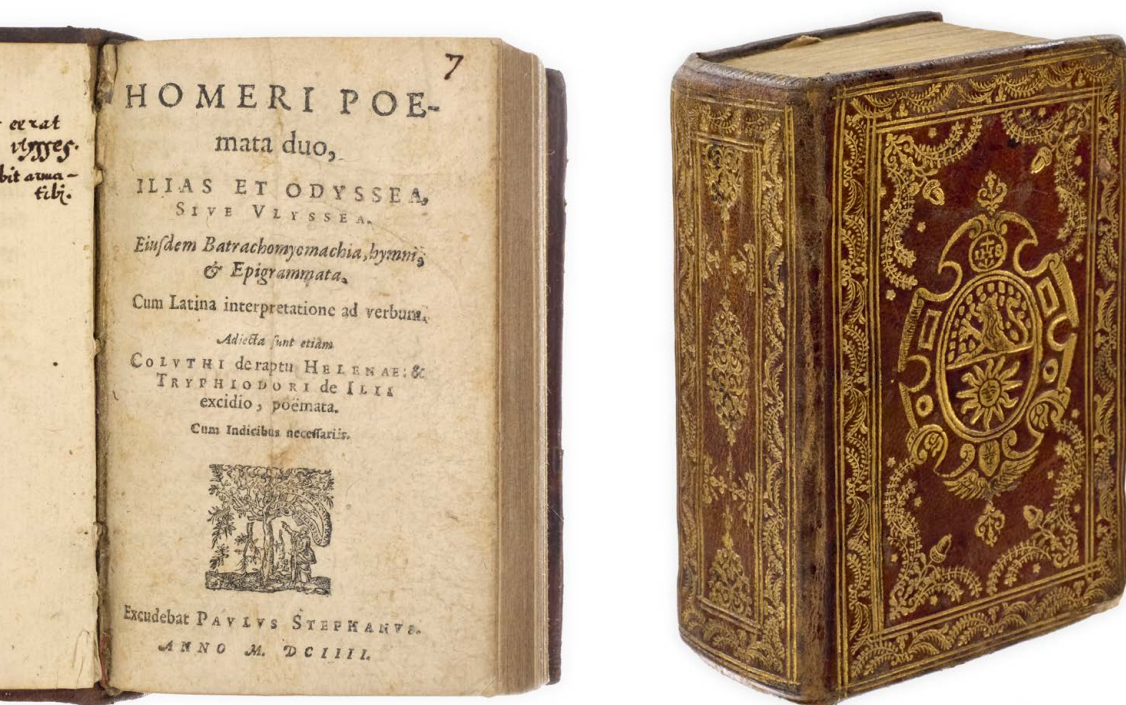 7
HOMERI POE-
mata duo,
ILIAS ET ODYSSEA,
SIVE VLYSSEA.
Eiuſdem Batrachomyomachia, hymni,
& Epigrammata,
Cum Latina interpretatione ad verbum,
Adiecta ſunt etiam
COLVTHI de raptu HELENAE: &
TRYPHIODORI de ILII
excidio, poëmata.
Cum Indicibus neceſſariis.
Excudebat PAVLVS STEPHANVS.
ANNO M. DCIIII.
erat
vlysses.